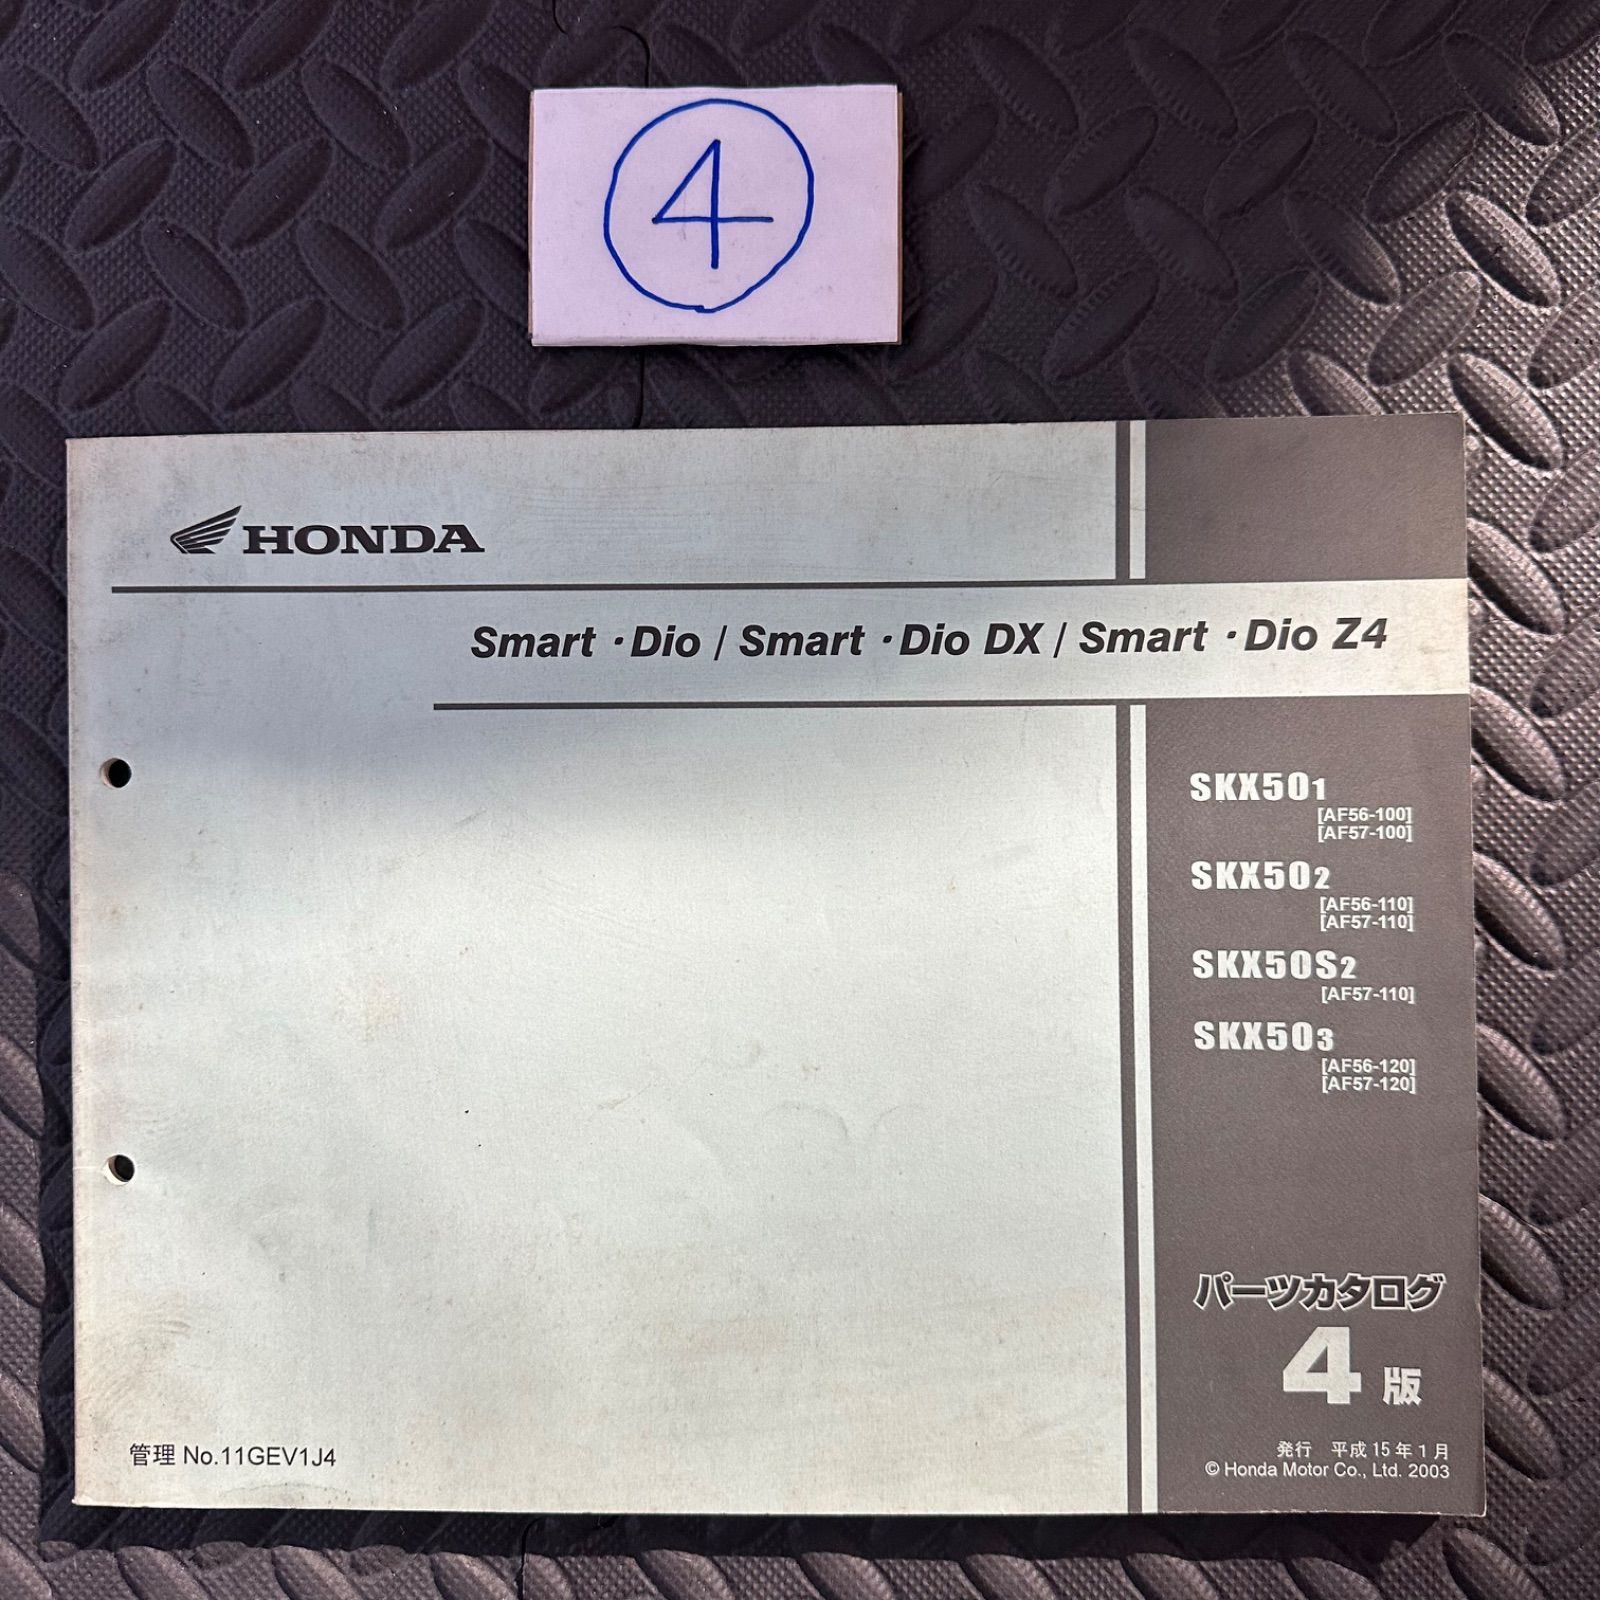 ④
HONDA
Smart・Dio / Smart・Dio DX / Smart・Dio Z4
SKX501
[AF56-100]
[AF57-100]
SKX502
[AF56-110]
[AF57-110]
SKX50S2
[AF57-110]
SKX503
[AF56-120]
[AF57-120]
パーツカタログ
4版
管理 No.11GEV1J4
発行 平成15年1月
© Honda Motor Co., Ltd. 2003